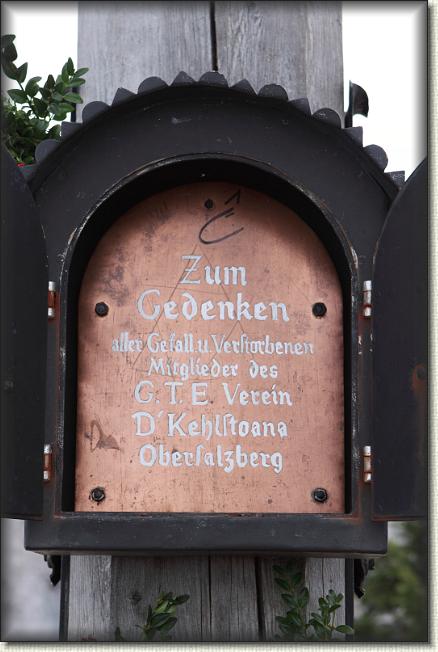 Zum
Gedenken
aller Gefall u Verstorbenen
Mitglieder des
G. T. E. Verein
D' Kehlstoana
Obersalzberg